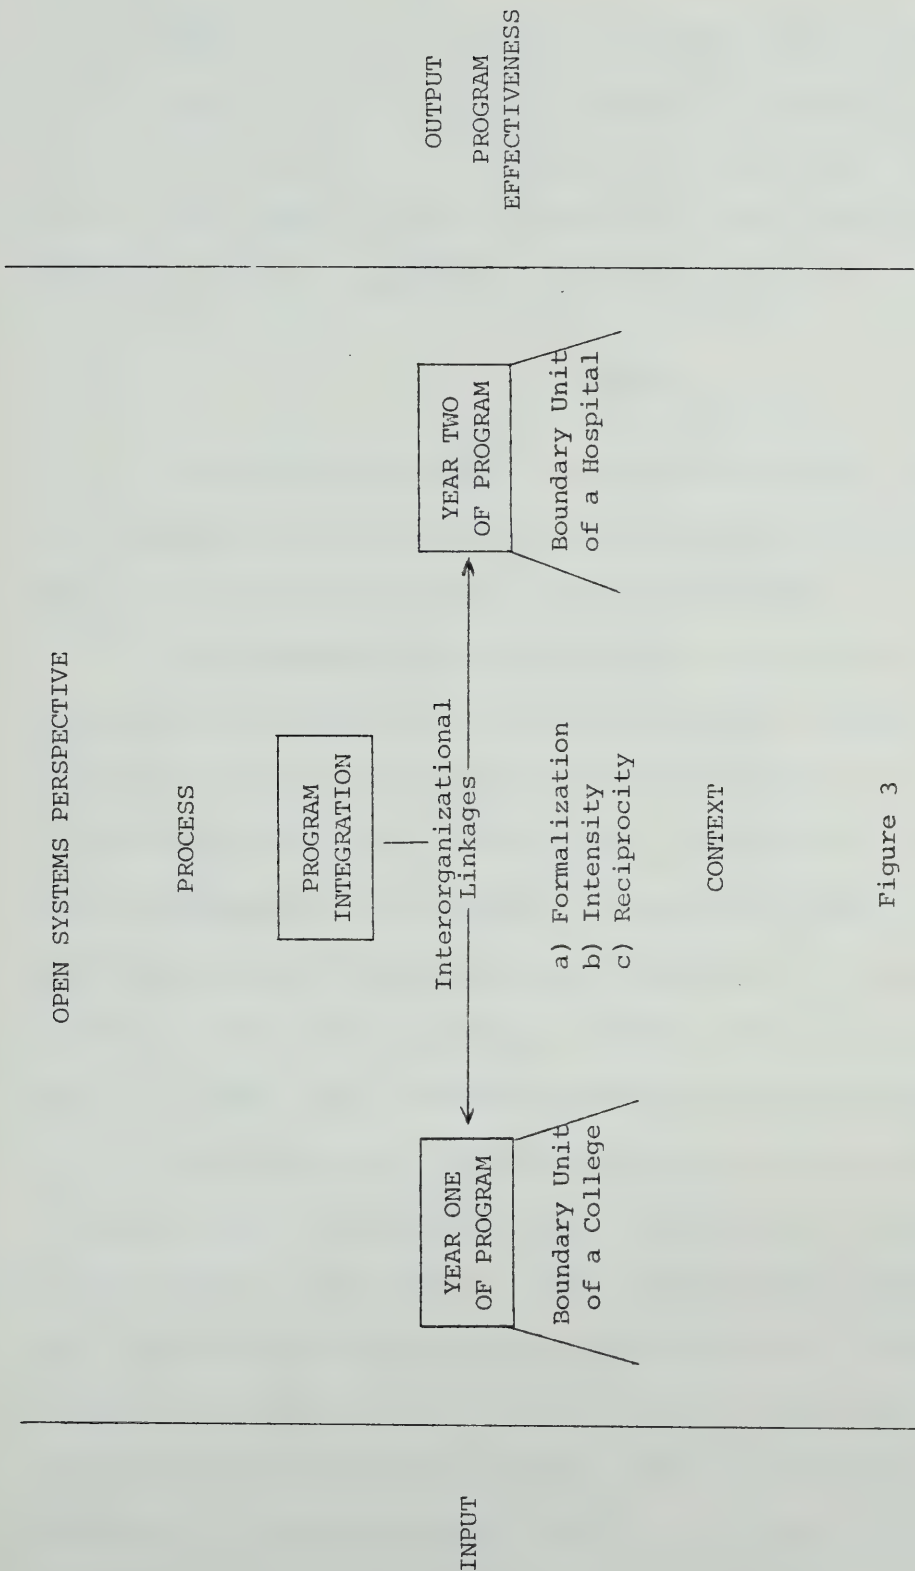 OPEN SYSTEMS PERSPECTIVE
PROCESS
PROGRAM
INTEGRATION
INPUT
YEAR ONE
OF PROGRAM
Interorganizational
Linkages
YEAR TWO
OF PROGRAM
OUTPUT
PROGRAM
EFFECTIVENESS
Boundary Unit
of a College
a) Formalization
b) Intensity
c) Reciprocity
Boundary Unit
of a Hospital
CONTEXT
Figure 3